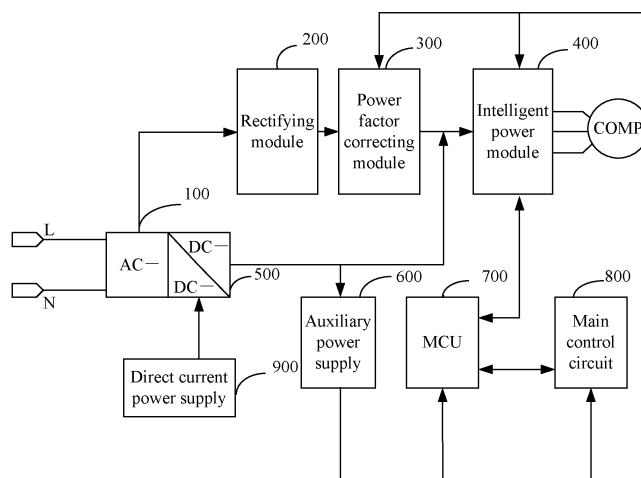 200
300
400
Rectifying
module
Power
factor
correcting
module
Intelligent
power
module
COMP
100
L
N
AC—
DC—
DC—
500
600
700
800
Auxiliary
power
supply
MCU
Main
control
circuit
Direct current
power supply
900